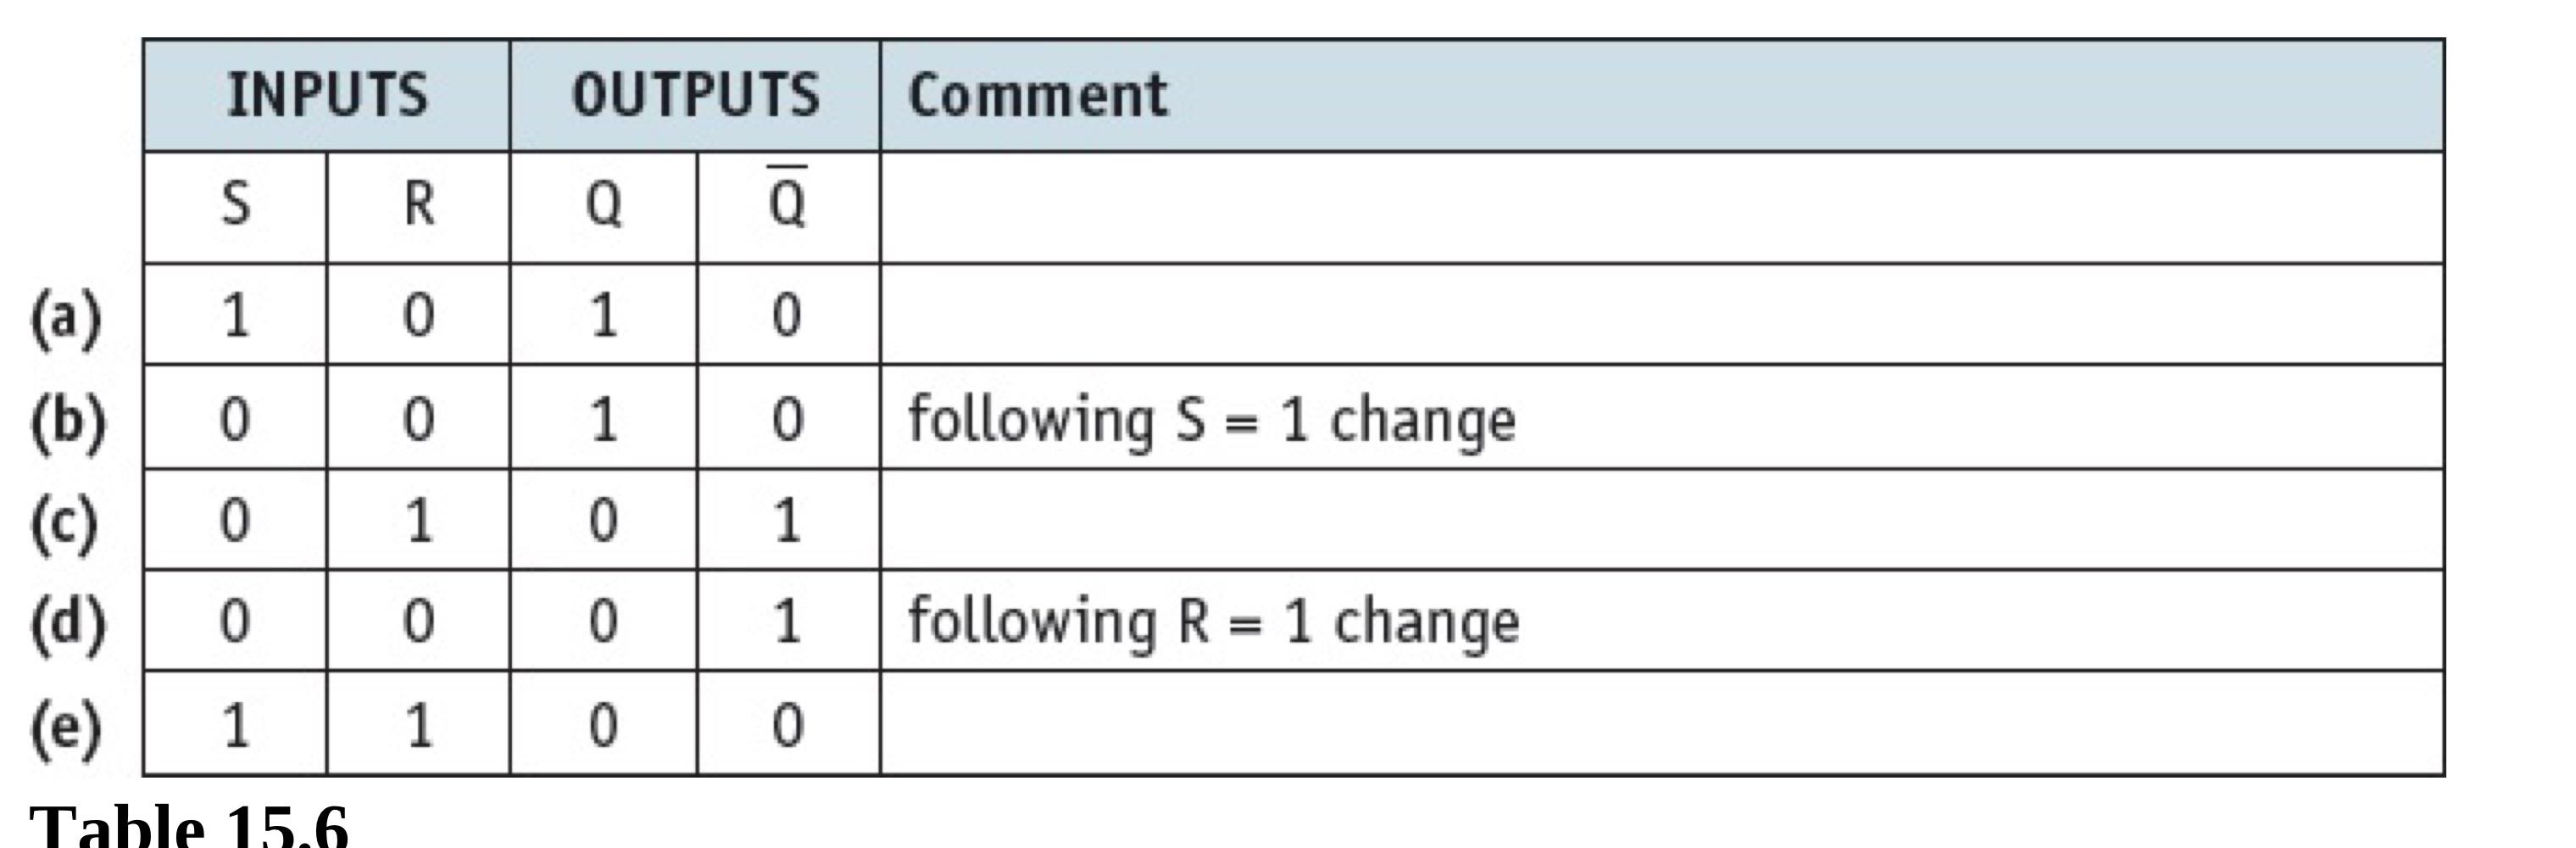 INPUTS OUTPUTS Comment
S R Q Q̅
(a) 1 0 1 0
(b) 0 0 1 0 following S = 1 change
(c) 0 1 0 1
(d) 0 0 0 1 following R = 1 change
(e) 1 1 0 0
Table 15.6